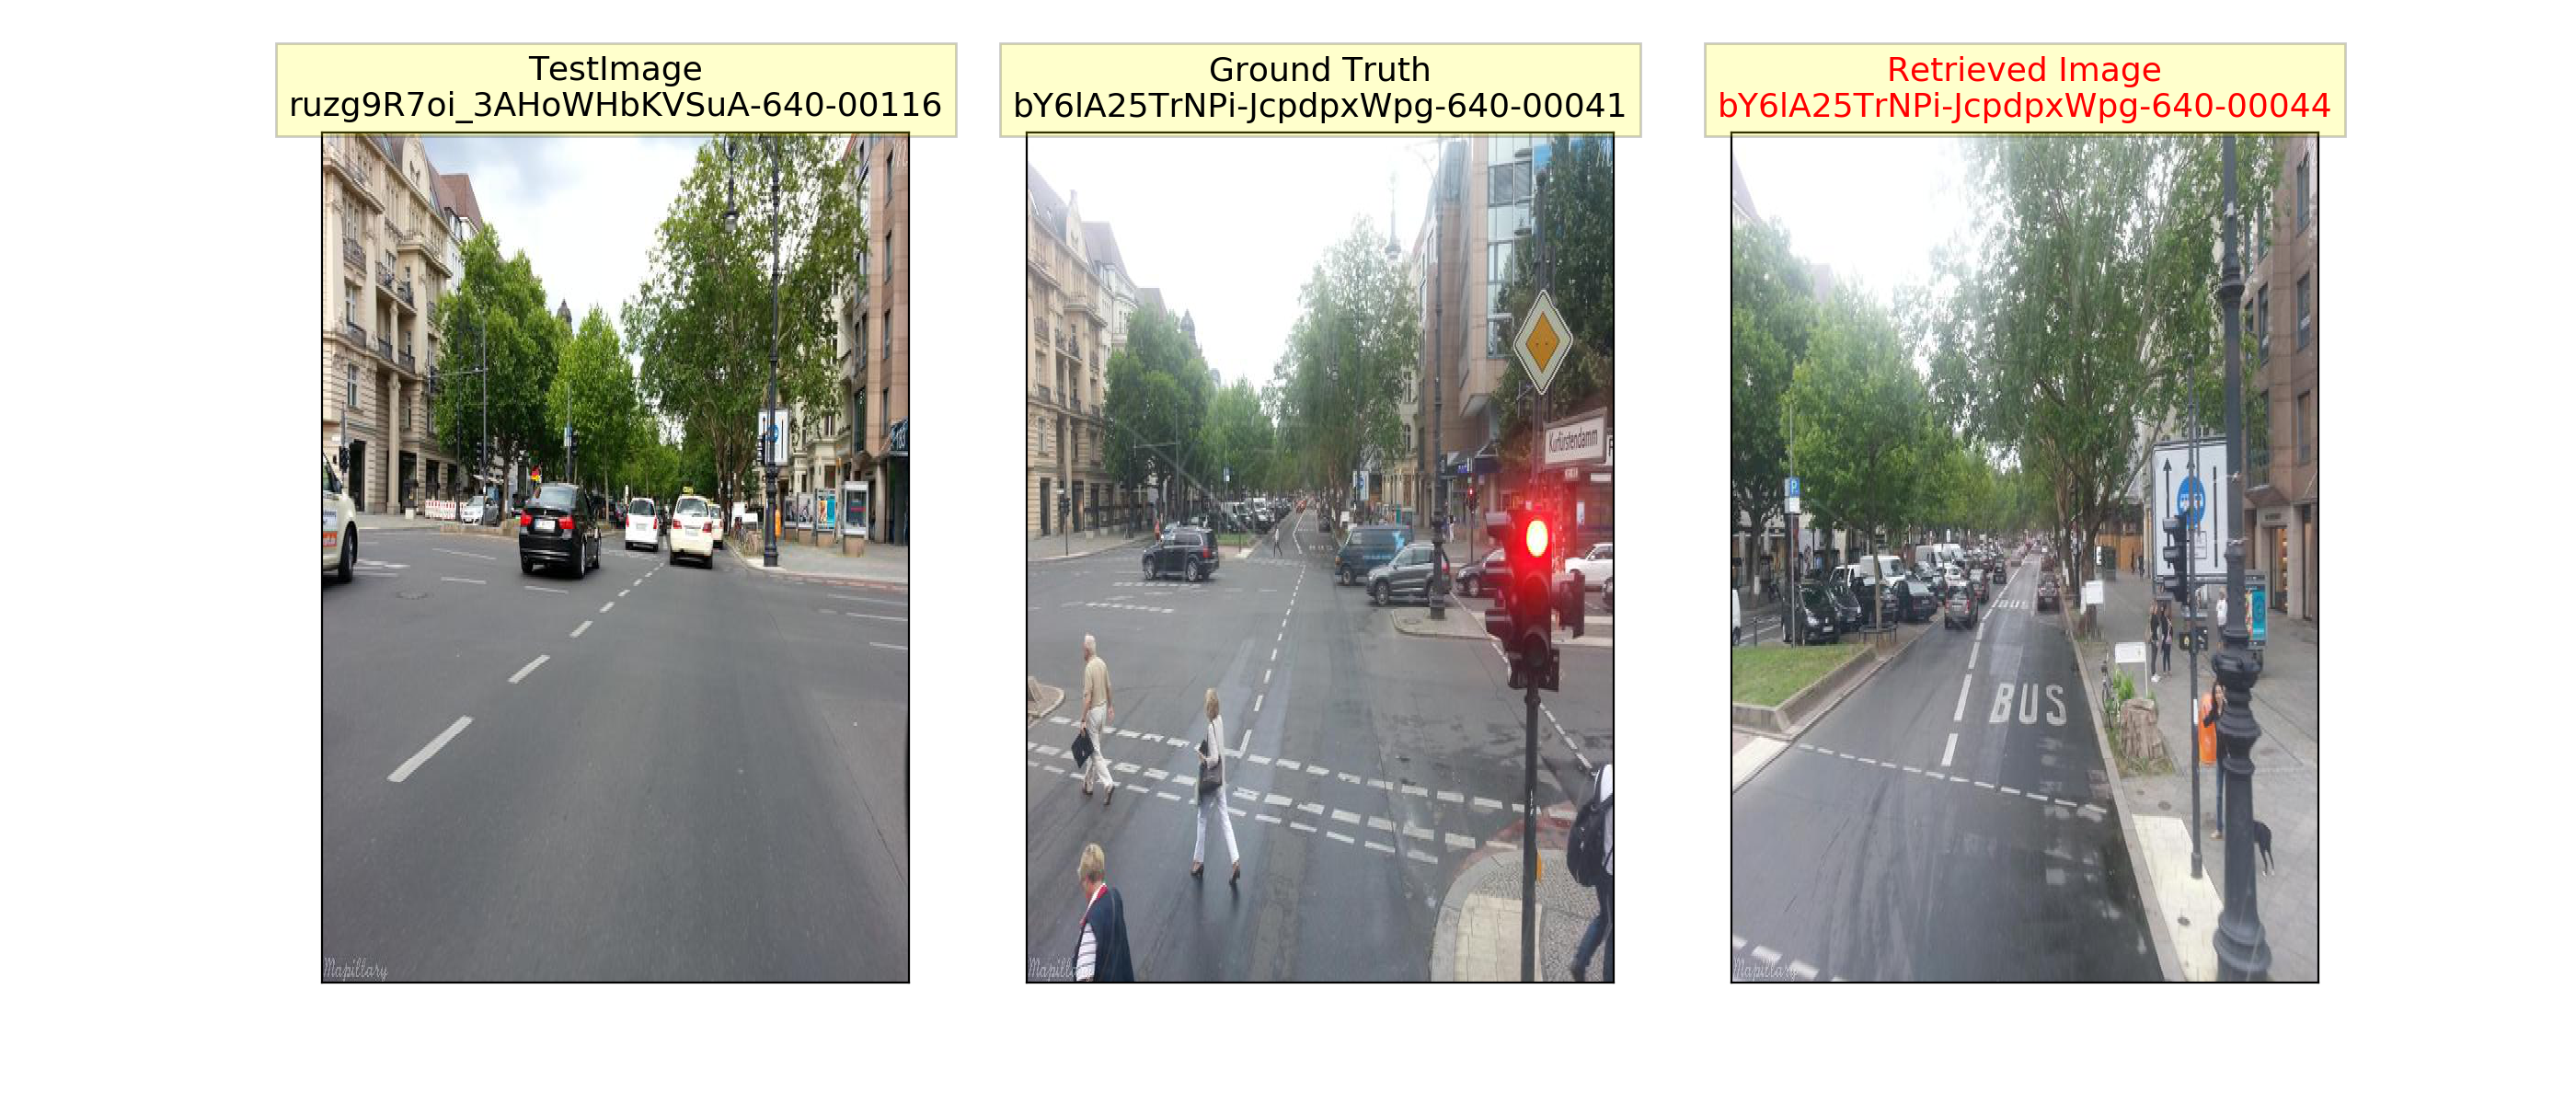 TestImage
ruzg9R7oi_3AHoWHbKVSuA-640-00116
Ground Truth
bY6lA25TrNPi-JcpdpxWpg-640-00041
Retrieved Image
bY6lA25TrNPi-JcpdpxWpg-640-00044
Kurfürstendamm
P
BUS
Mapillary
Mapillary
Mapillary